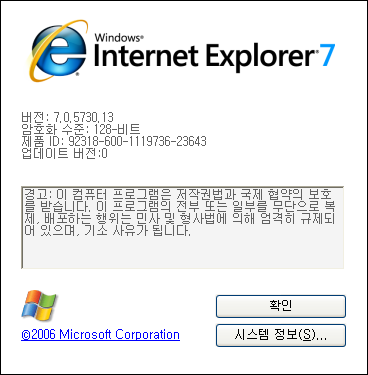 Windows®
Internet Explorer 7
버전: 7.0.5730.13
암호화 수준: 128-비트
제품 ID: 92318-600-1119736-23643
업데이트 버전:0
경고: 이 컴퓨터 프로그램은 저작권법과 국제 협약의 보호
를 받습니다. 이 프로그램의 전부 또는 일부를 무단으로 복
제, 배포하는 행위는 민사 및 형사법에 의해 엄격히 규제되
어 있으며, 기소 사유가 됩니다.
확인
©2006 Microsoft Corporation
시스템 정보(S)...